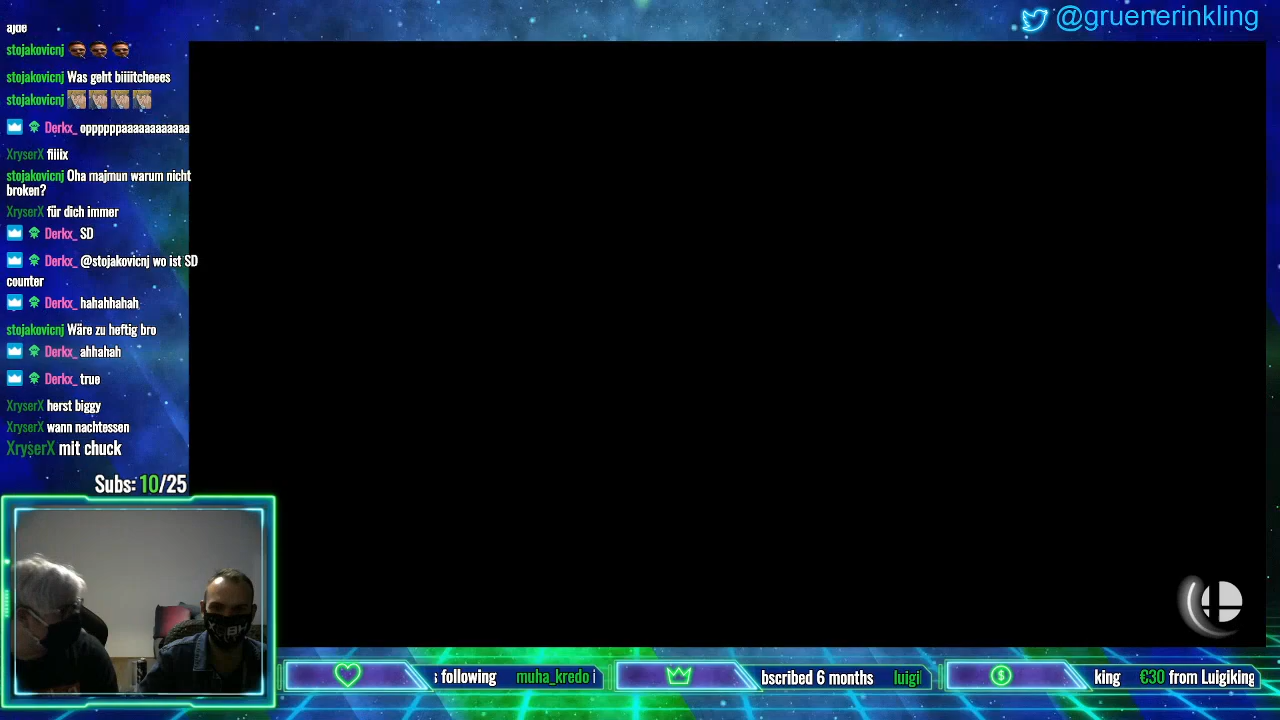 ajoe
@gruenerinkling
stojakovicnj
stojakovicnj Was geht biiiitcheees
stojakovicnj
Derkx_ oppppppaaaaaaaaaaaa
XryserX fiiiix
stojakovicnj Oha majmun warum nicht
broken?
XryserX für dich immer
Derkx_ SD
Derkx_ @stojakovicnj wo ist SD
counter
Derkx_ hahahhahah
stojakovicnj Wäre zu heftig bro
Derkx_ ahhahah
Derkx_ true
XryserX herst biggy
XryserX wann nachtessen
XryserX mit chuck
Subs: 10/25
BH
s following muha_kredo i
bscribed 6 months luigi
king €30 from Luigiking